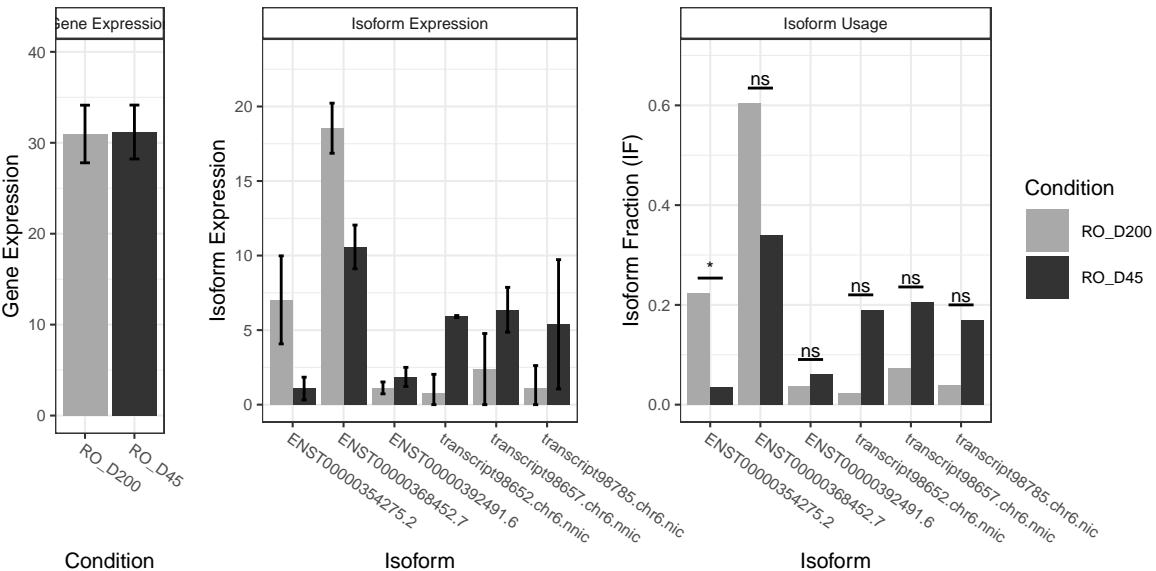 Gene Expression
Isoform Expression
Isoform Usage
Gene Expression
40
30
20
10
0
RO_D200
RO_D45
Condition
Isoform Expression
20
15
10
5
0
ENST00000354275.2
ENST00000368452.7
ENST00000392491.6
transcript98652.chr6.nnic
transcript98657.chr6.nnic
transcript98785.chr6.nic
Isoform
Isoform Fraction (IF)
0.6
0.4
0.2
0.0
*
ns
ns
ns
ns
ns
ENST00000354275.2
ENST00000368452.7
ENST00000392491.6
transcript98652.chr6.nnic
transcript98657.chr6.nnic
transcript98785.chr6.nic
Isoform
Condition
RO_D200
RO_D45